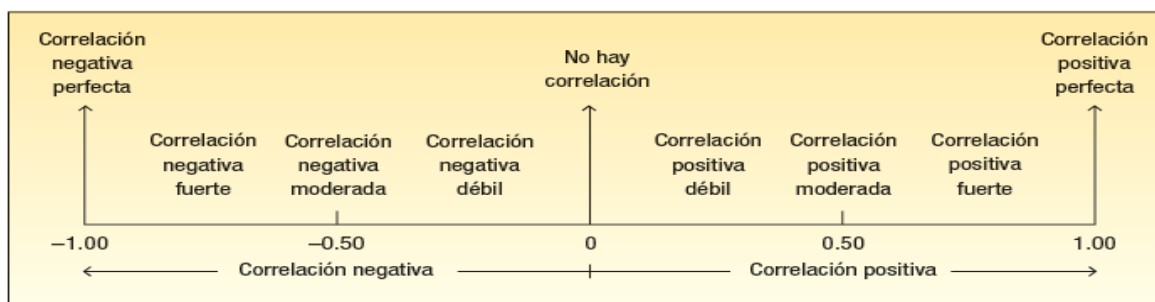 Correlación
negativa
perfecta
No hay
correlación
Correlación
positiva
perfecta
Correlación
negativa
fuerte
Correlación
negativa
moderada
Correlación
negativa
débil
Correlación
positiva
débil
Correlación
positiva
moderada
Correlación
positiva
fuerte
–1.00
–0.50
0
0.50
1.00
Correlación negativa
Correlación positiva